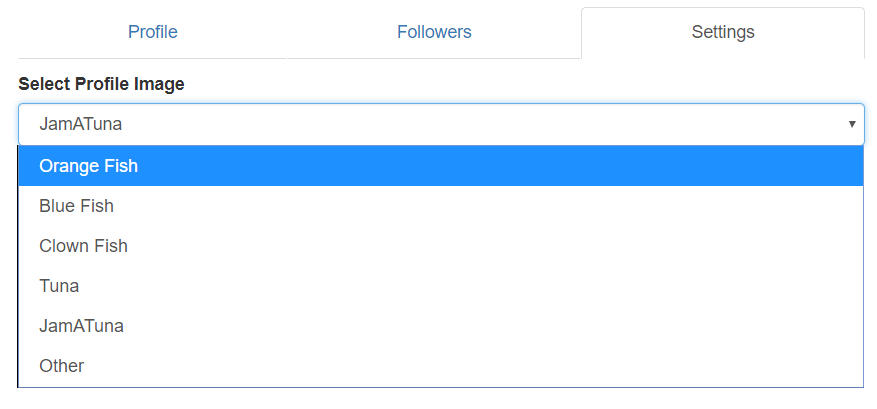 Profile Followers Settings
Select Profile Image
JamATuna
Orange Fish
Blue Fish
Clown Fish
Tuna
JamATuna
Other